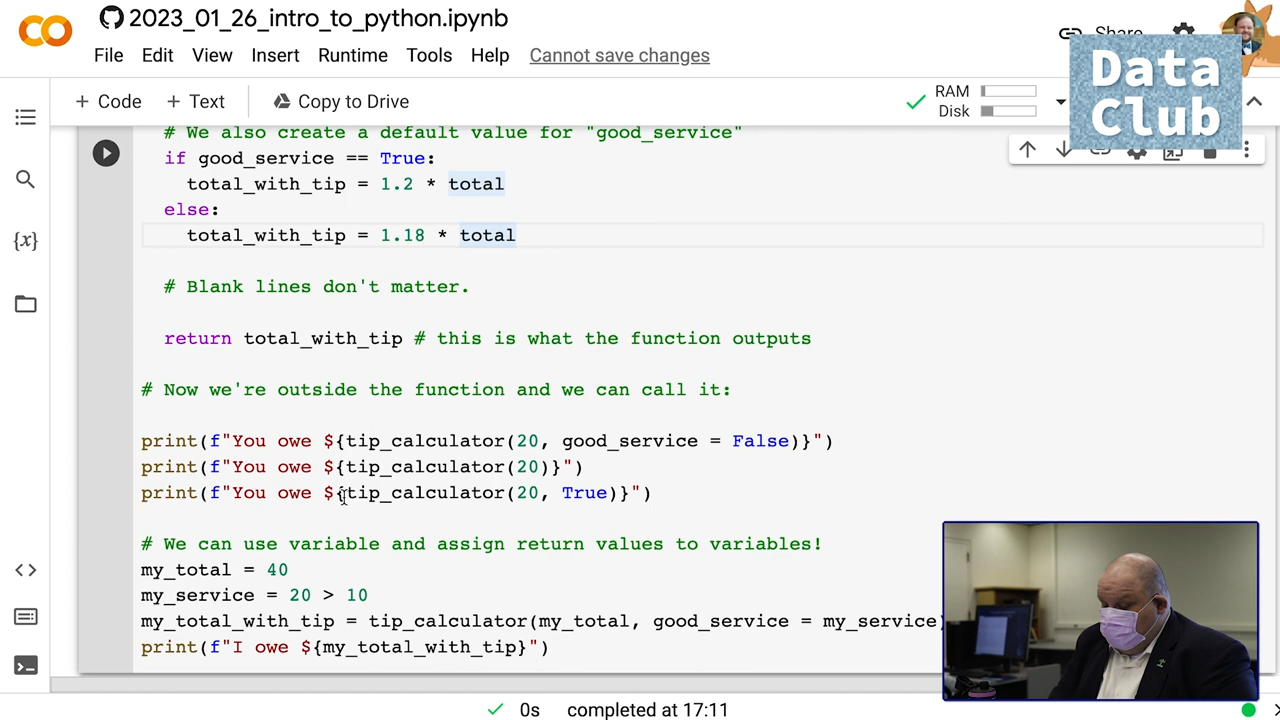 2023_01_26_intro_to_python.ipynb
Share
File Edit View Insert Runtime Tools Help Cannot save changes
Data
Club
+ Code + Text Copy to Drive
RAM
Disk
# We also create a default value for "good_service"
if good_service == True:
total_with_tip = 1.2 * total
else:
total_with_tip = 1.18 * total
# Blank lines don't matter.
return total_with_tip # this is what the function outputs
# Now we're outside the function and we can call it:
print(f"You owe ${tip_calculator(20, good_service = False)}")
print(f"You owe ${tip_calculator(20)}")
print(f"You owe ${tip_calculator(20, True)}")
# We can use variable and assign return values to variables!
my_total = 40
my_service = 20 > 10
my_total_with_tip = tip_calculator(my_total, good_service = my_service)
print(f"I owe ${my_total_with_tip}")
0s completed at 17:11